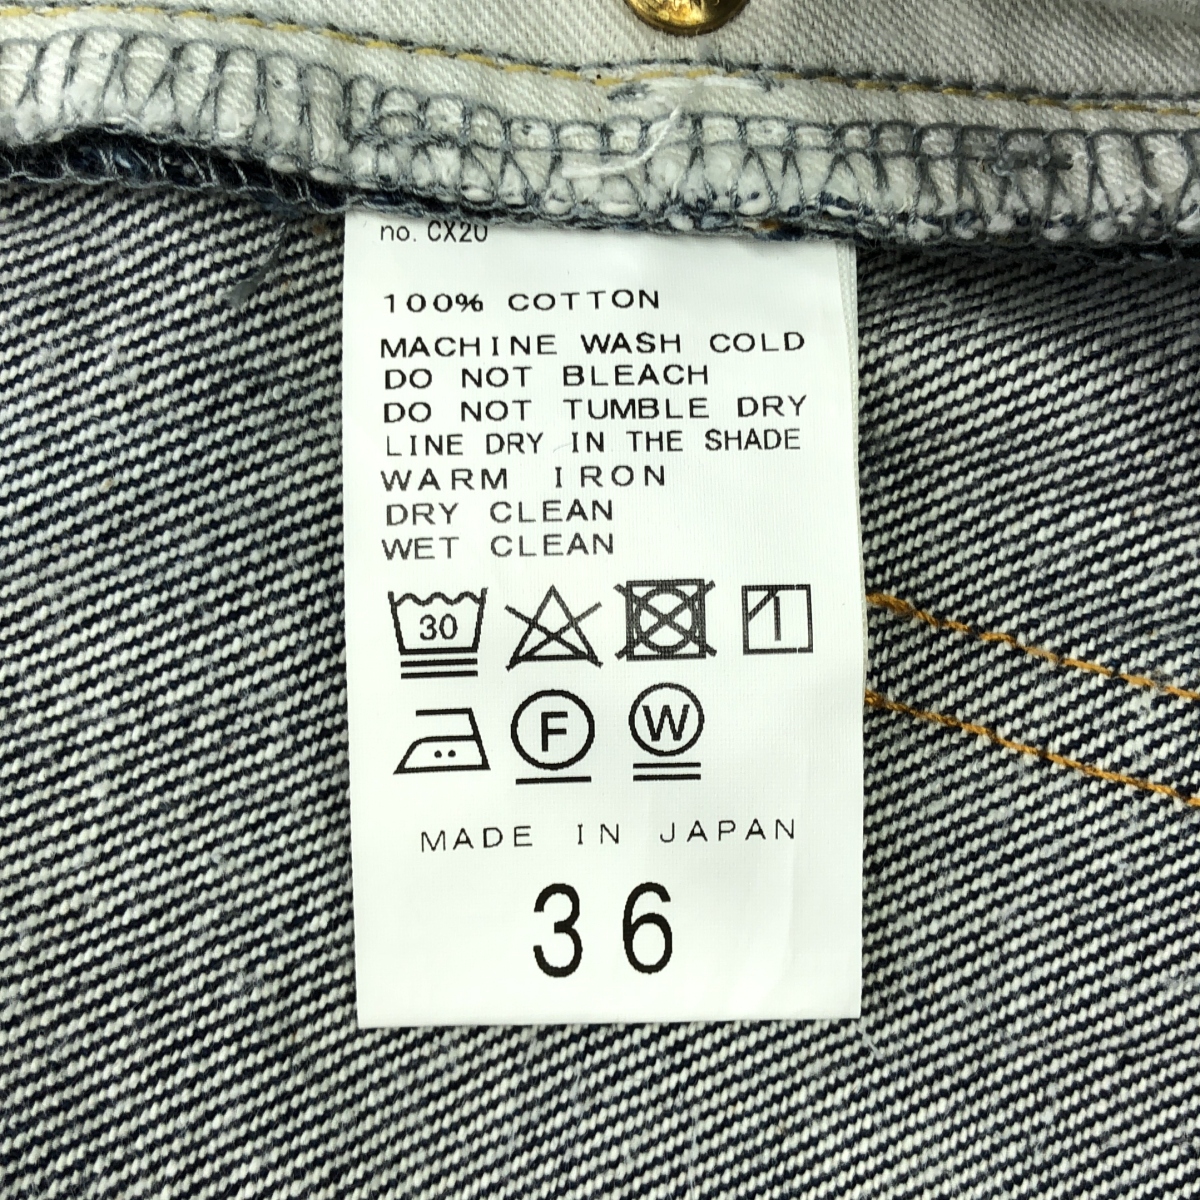 no. CX20
100% COTTON
MACHINE WASH COLD
DO NOT BLEACH
DO NOT TUMBLE DRY
LINE DRY IN THE SHADE
WARM IRON
DRY CLEAN
WET CLEAN
30
F W
MADE IN JAPAN
36